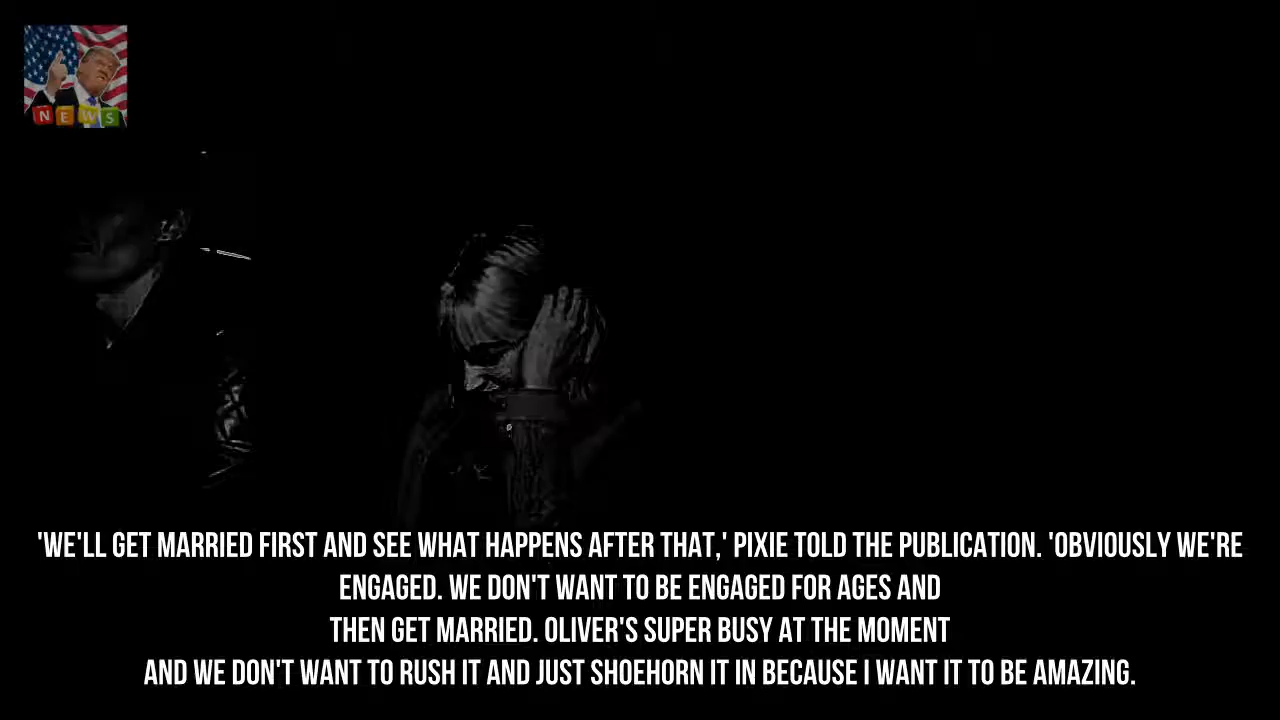 NEWS
'WE'LL GET MARRIED FIRST AND SEE WHAT HAPPENS AFTER THAT,' PIXIE TOLD THE PUBLICATION. 'OBVIOUSLY WE'RE
ENGAGED. WE DON'T WANT TO BE ENGAGED FOR AGES AND
THEN GET MARRIED. OLIVER'S SUPER BUSY AT THE MOMENT
AND WE DON'T WANT TO RUSH IT AND JUST SHOEHORN IT IN BECAUSE I WANT IT TO BE AMAZING.